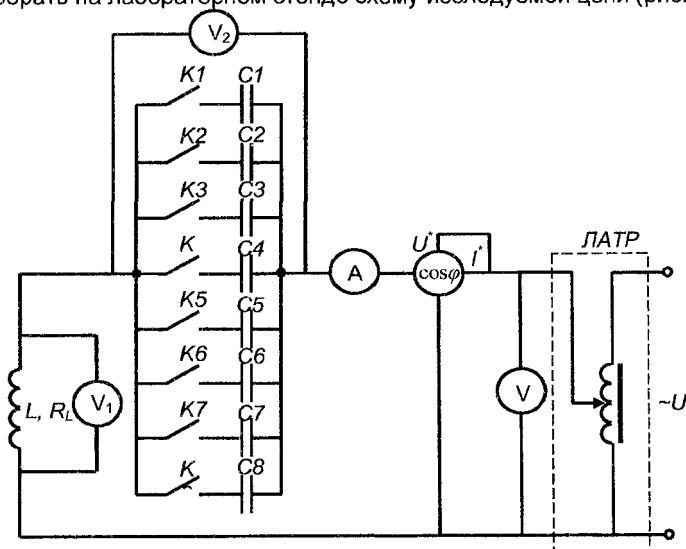 брать на лабораторном стенде схему исследуемой цепи (рис
V2
K1 C1
K2 C2
K3 C3
K C4
K5 C5
K6 C6
K7 C7
K C8
A
U* I*
cosφ
ЛАТР
V
~U
L, RL
V1